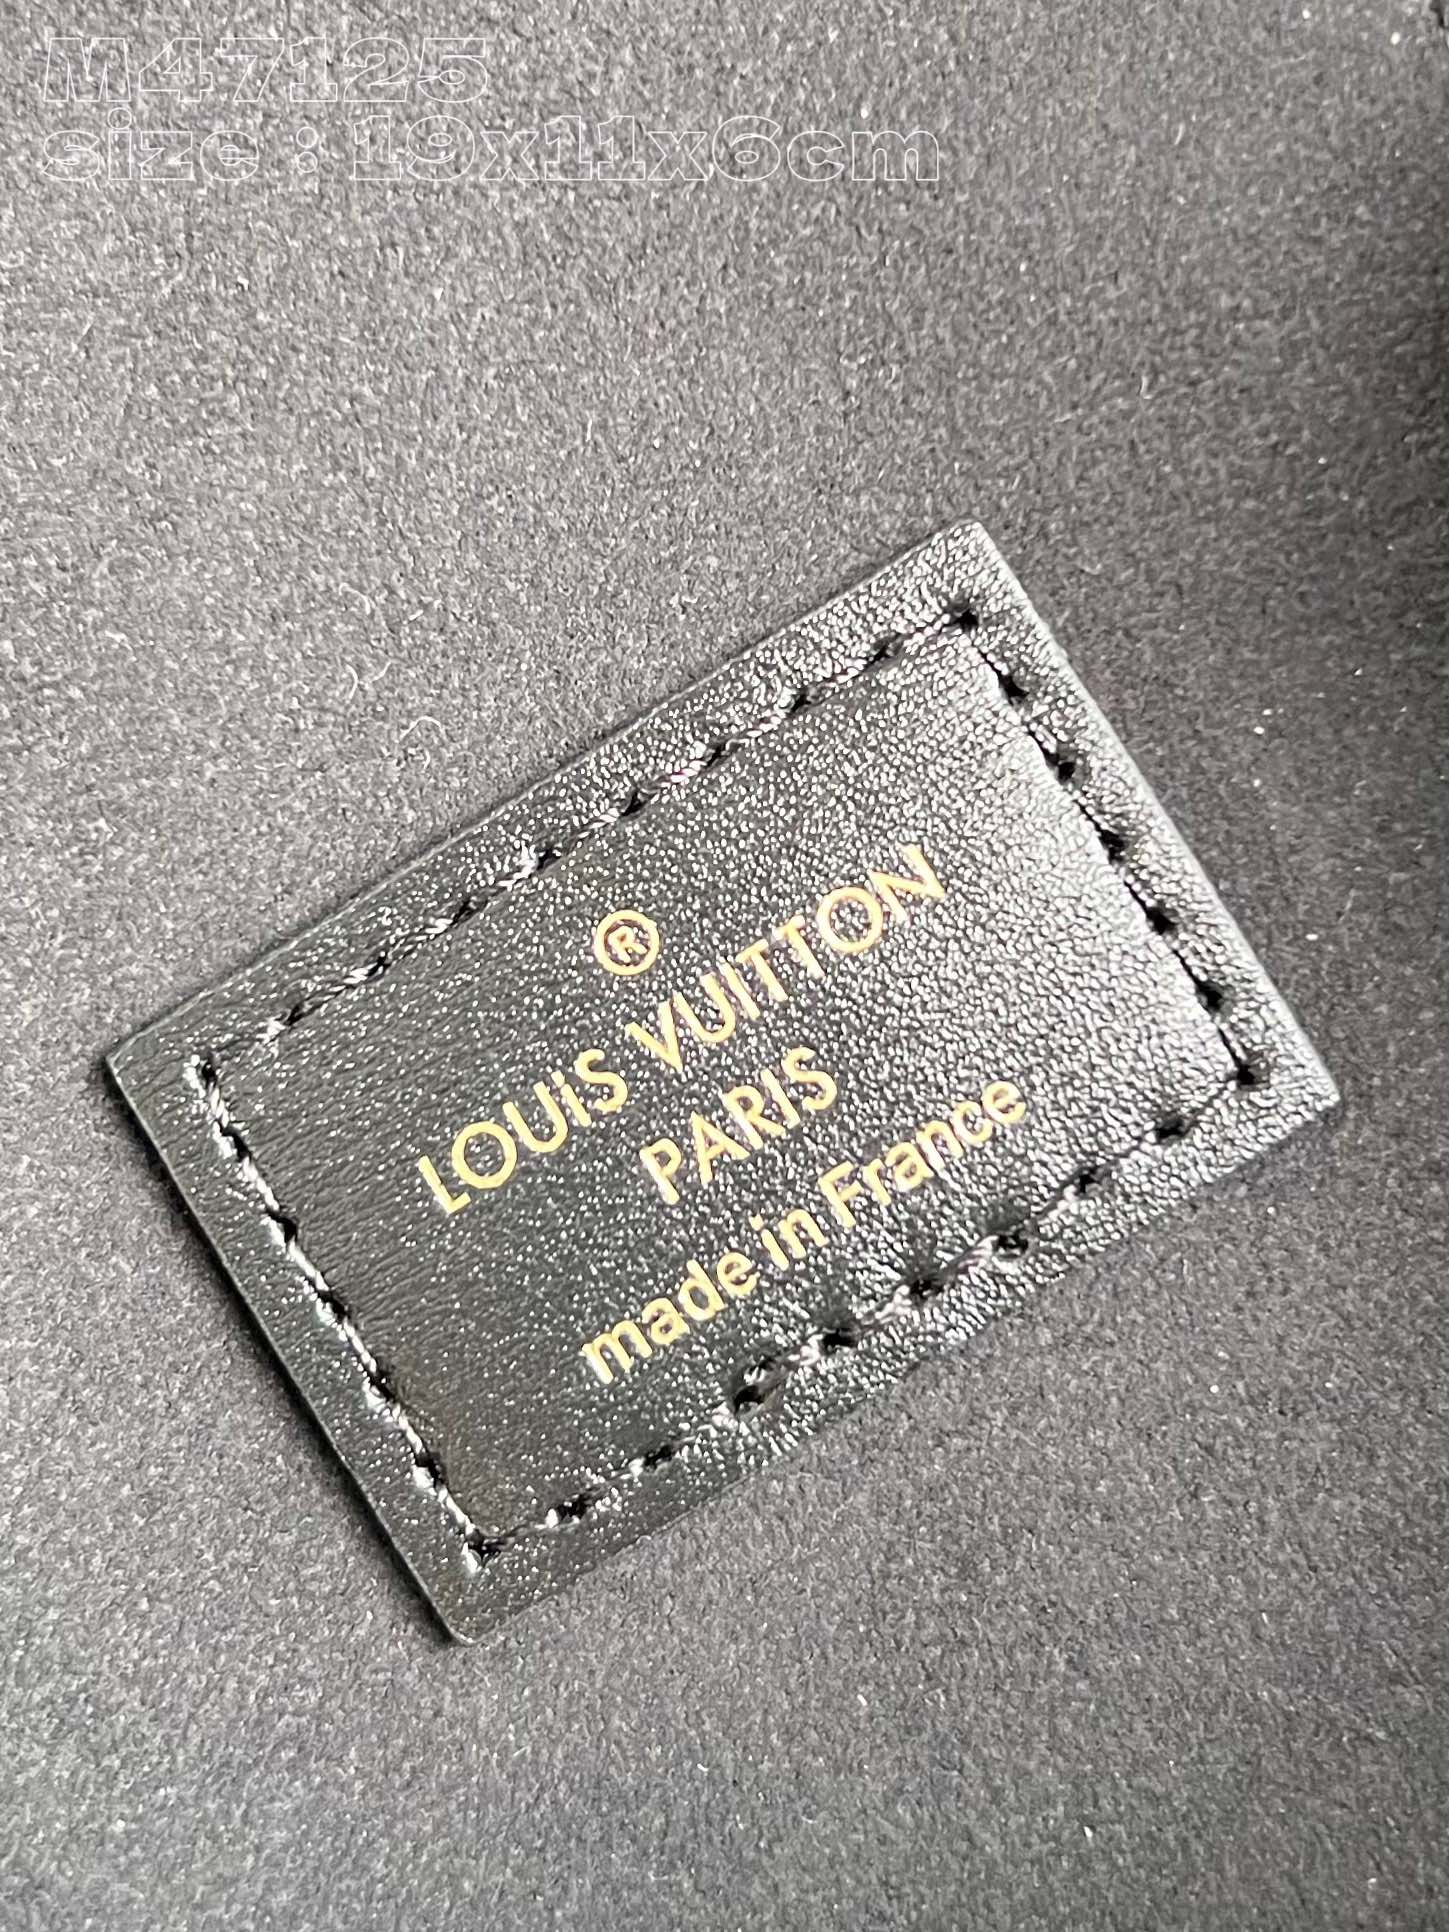 M47125
size : 19x11x6cm
®
LOUiS VUITTON
PARIS
made in France